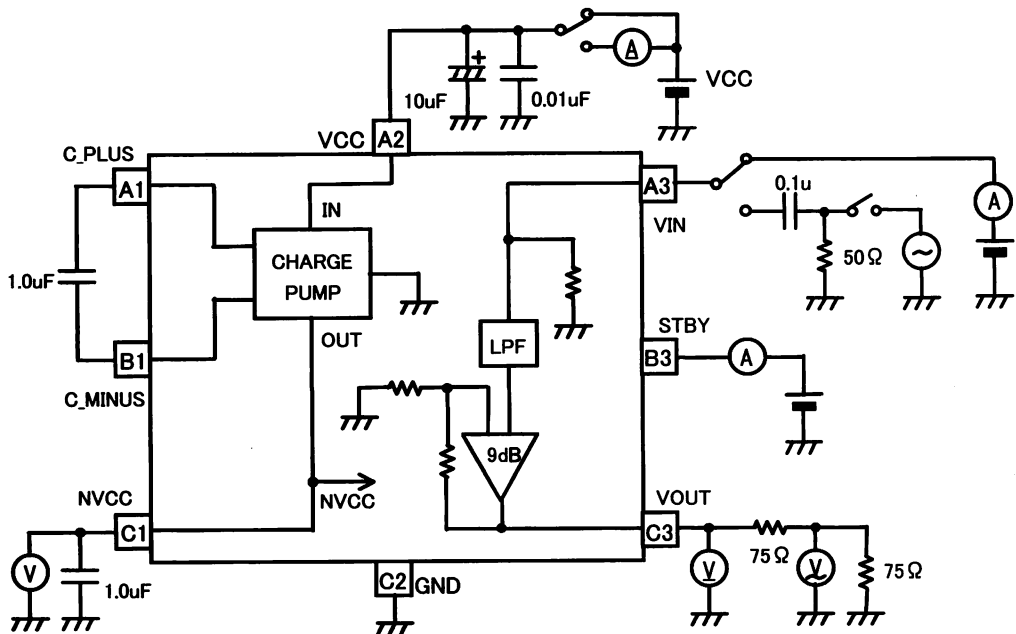 A
VCC
10uF
0.01uF
VCC
A2
C_PLUS
A1
A3
0.1u
A
IN
VIN
CHARGE
PUMP
50Ω
1.0uF
STBY
OUT
LPF
B3
A
B1
C_MINUS
9dB
NVCC
NVCC
VOUT
C1
C3
V
1.0uF
C2
GND
V
75Ω
V
75Ω